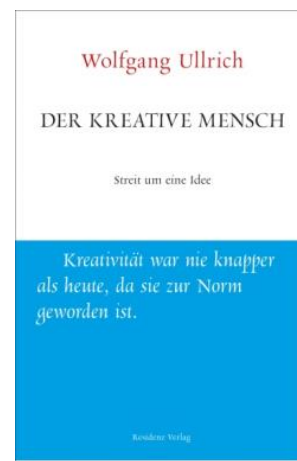 Wolfgang Ullrich
DER KREATIVE MENSCH
Streit um eine Idee
Kreativität war nie knapper
als heute, da sie zur Norm
geworden ist.
Residenz Verlag